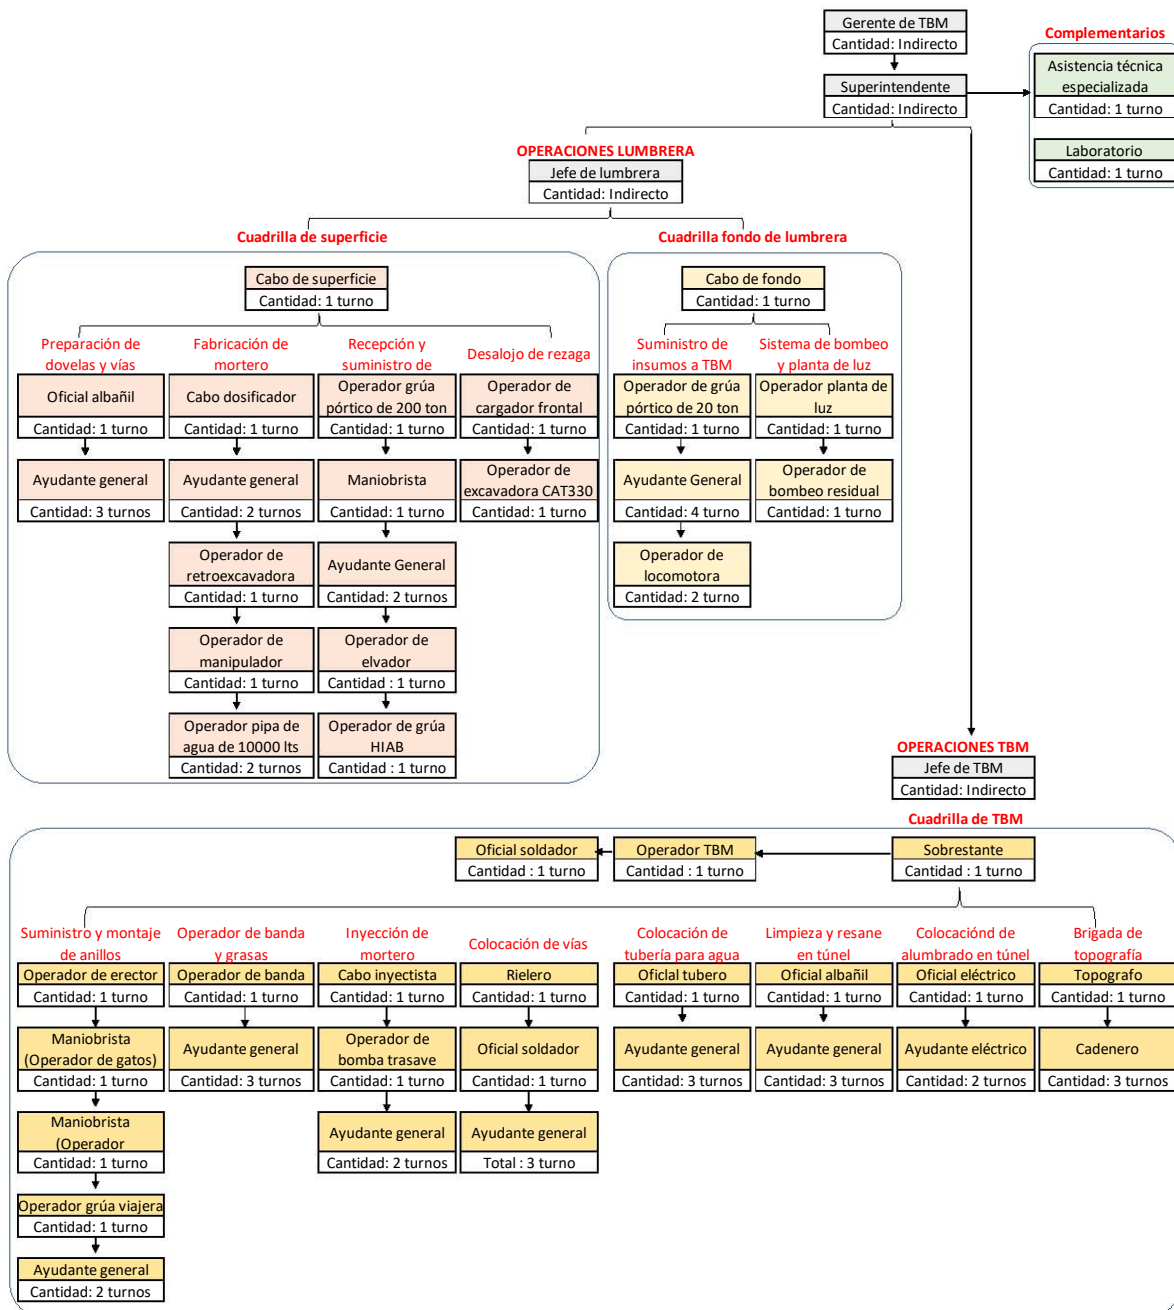 Gerente de TBM
Cantidad: Indirecto
Superintendente
Cantidad: Indirecto
Complementarios
Asistencia técnica
especializada
Cantidad: 1 turno
Laboratorio
Cantidad: 1 turno
OPERACIONES LUMBRERA
Jefe de lumbrera
Cantidad: Indirecto
Cuadrilla de superficie
Cabo de superficie
Cantidad: 1 turno
Preparación de
dovelas y vías
Oficial albañil
Cantidad: 1 turno
Ayudante general
Cantidad: 3 turnos
Fabricación de
mortero
Cabo dosificador
Cantidad: 1 turno
Ayudante general
Cantidad: 2 turnos
Operador de
retroexcavadora
Cantidad: 1 turno
Operador de
manipulador
Cantidad: 1 turno
Operador pipa de
agua de 10000 lts
Cantidad: 2 turnos
Recepción y
suministro de
Operador grúa
pórtico de 200 ton
Cantidad: 1 turno
Maniobrista
Cantidad: 1 turno
Ayudante General
Cantidad: 2 turnos
Operador de
elvador
Cantidad : 1 turno
Operador de grúa
HIAB
Cantidad : 1 turno
Desalojo de rezaga
Operador de
cargador frontal
Cantidad: 1 turno
Operador de
excavadora CAT330
Cantidad: 1 turno
Cuadrilla fondo de lumbrera
Cabo de fondo
Cantidad: 1 turno
Suministro de
insumos a TBM
Operador de grúa
pórtico de 20 ton
Cantidad: 1 turno
Ayudante General
Cantidad: 4 turno
Operador de
locomotora
Cantidad: 2 turno
Sistema de bombeo
y planta de luz
Operador planta de
luz
Cantidad: 1 turno
Operador de
bombeo residual
Cantidad: 1 turno
OPERACIONES TBM
Jefe de TBM
Cantidad: Indirecto
Cuadrilla de TBM
Oficial soldador
Cantidad : 1 turno
Operador TBM
Cantidad : 1 turno
Sobrestante
Cantidad : 1 turno
Suministro y montaje
de anillos
Operador de erector
Cantidad: 1 turno
Maniobrista
(Operador de gatos)
Cantidad: 1 turno
Maniobrista
(Operador
Cantidad: 1 turno
Operador grúa viajera
Cantidad: 1 turno
Ayudante general
Cantidad: 2 turnos
Operador de banda
y grasas
Operador de banda
Cantidad: 1 turno
Ayudante general
Cantidad: 3 turnos
Inyección de
mortero
Cabo inyectista
Cantidad: 1 turno
Operador de
bomba trasave
Cantidad: 1 turno
Ayudante general
Cantidad: 2 turnos
Colocación de vías
Rielero
Cantidad: 1 turno
Oficial soldador
Cantidad: 1 turno
Ayudante general
Total : 3 turno
Colocación de
tubería para agua
Oficlal tubero
Cantidad: 1 turno
Ayudante general
Cantidad: 3 turnos
Limpieza y resane
en túnel
Oficial albañil
Cantidad: 1 turno
Ayudante general
Cantidad: 3 turnos
Colocaciónd de
alumbrado en túnel
Oficial eléctrico
Cantidad: 1 turno
Ayudante eléctrico
Cantidad: 2 turnos
Brigada de
topografía
Topografo
Cantidad: 1 turno
Cadenero
Cantidad: 3 turnos